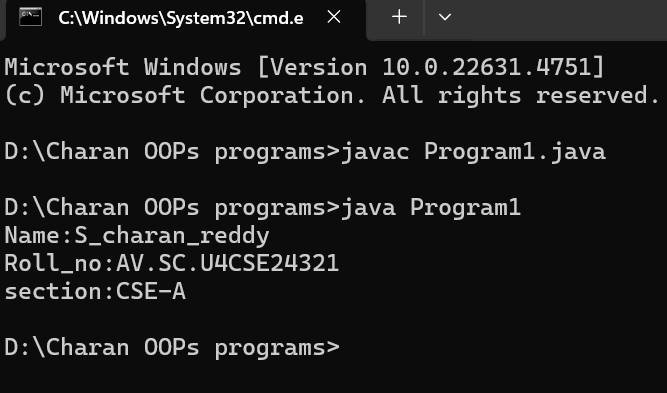 C:\Windows\System32\cmd.e
Microsoft Windows [Version 10.0.22631.4751]
(c) Microsoft Corporation. All rights reserved.
D:\Charan OOPs programs>javac Program1.java
D:\Charan OOPs programs>java Program1
Name:S_charan_reddy
Roll_no:AV.SC.U4CSE24321
section:CSE-A
D:\Charan OOPs programs>